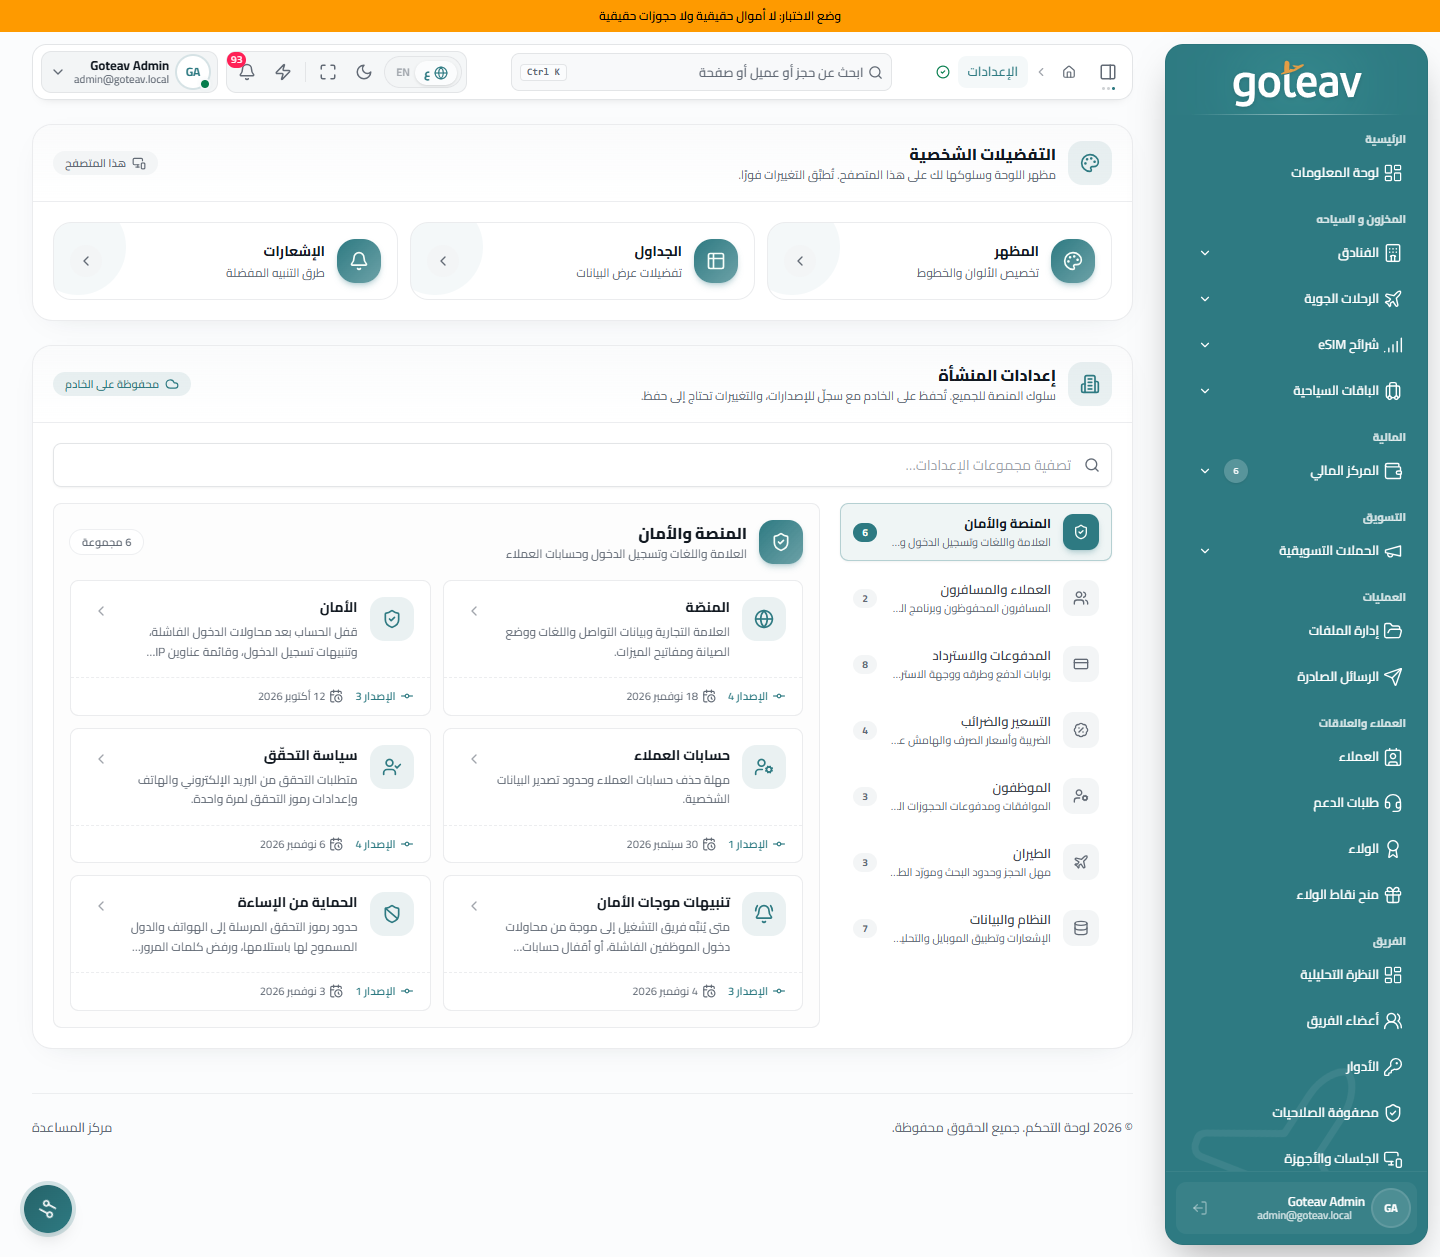 وضع الاختبار: لا أموال حقيقية ولا حجوزات حقيقية
goteav
الرئيسية
لوحة المعلومات
المخزون و السياحه
الفنادق
الرحلات الجوية
شرائح eSIM
الباقات السياحية
المالية
المركز المالي
6
التسويق
الحملات التسويقية
العمليات
إدارة الملفات
الرسائل الصادرة
العملاء والعلاقات
العملاء
طلبات الدعم
الولاء
منح نقاط الولاء
الفريق
النظرة التحليلية
أعضاء الفريق
الأدوار
مصفوفة الصلاحيات
الجلسات والأجهزة
GA
Goteav Admin
admin@goteav.local
الإعدادات
ابحث عن حجز أو عميل أو صفحة
Ctrl K
ع
EN
93
GA
Goteav Admin
admin@goteav.local
التفضيلات الشخصية
مظهر اللوحة وسلوكها لك على هذا المتصفح. تُطبَّق التغييرات فورًا.
هذا المتصفح
المظهر
تخصيص الألوان والخطوط
الجداول
تفضيلات عرض البيانات
الإشعارات
طرق التنبيه المفضلة
إعدادات المنشأة
سلوك المنصة للجميع. تُحفظ على الخادم مع سجلّ للإصدارات، والتغييرات تحتاج إلى حفظ.
محفوظة على الخادم
تصفية مجموعات الإعدادات...
المنصة والأمان
العلامة واللغات وتسجيل الدخول و...
6
العملاء والمسافرون
المسافرون المحفوظون وبرنامج الـ...
2
المدفوعات والاسترداد
بوابات الدفع وطرقه ووجهة الاستر...
8
التسعير والضرائب
الضريبة وأسعار الصرف والهامش عـ...
4
الموظفون
الموافقات ومدفوعات الحجوزات الـ...
3
الطيران
مهل الحجز وحدود البحث ومورّد الطـ...
3
النظام والبيانات
الإشعارات وتطبيق الموبايل والتحليـ...
7
المنصة والأمان
العلامة واللغات وتسجيل الدخول وحسابات العملاء
6 مجموعة
المنصّة
العلامة التجارية وبيانات التواصل واللغات ووضع
الصيانة ومفاتيح الميزات.
الإصدار 4
18 نوفمبر 2026
الأمان
قفل الحساب بعد محاولات الدخول الفاشلة،
وتنبيهات تسجيل الدخول، وقائمة عناوين IP...
الإصدار 3
12 أكتوبر 2026
حسابات العملاء
مهلة حذف حسابات العملاء وحدود تصدير البيانات
الشخصية.
الإصدار 1
30 سبتمبر 2026
سياسة التحقّق
متطلبات التحقق من البريد الإلكتروني والهاتف
وإعدادات رموز التحقق لمرة واحدة.
الإصدار 4
6 نوفمبر 2026
تنبيهات موجات الأمان
متى يُنبَّه فريق التشغيل إلى موجة من محاولات
دخول الموظفين الفاشلة، أو أقفال حسابات...
الإصدار 3
4 نوفمبر 2026
الحماية من الإساءة
حدود رموز التحقق المرسلة إلى الهواتف والدول
المسموح لها باستلامها، ورفض كلمات المرور...
الإصدار 1
3 نوفمبر 2026
© 2026 لوحة التحكم. جميع الحقوق محفوظة.
مركز المساعدة